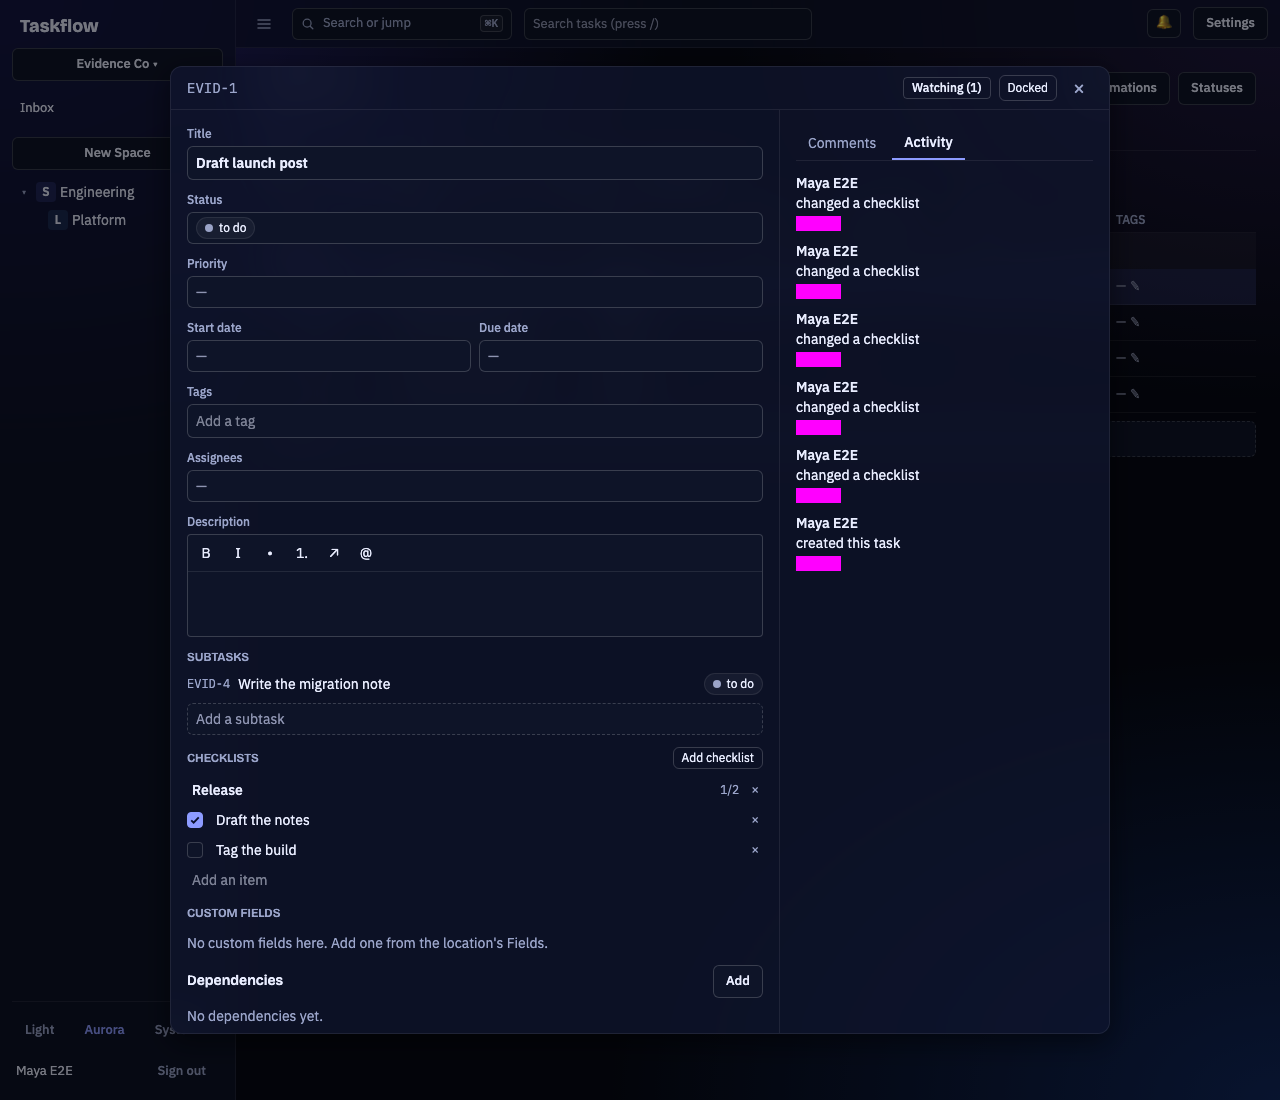 Taskflow
Search or jump
⌘K
Search tasks (press /)
🔔
Settings
Evidence Co ▾
Inbox
New Space
▾ S Engineering
L Platform
mations
Statuses
TAGS
— ✎
— ✎
— ✎
— ✎
EVID-1
Watching (1)
Docked
×
Title
Draft launch post
Status
to do
Priority
—
Start date
Due date
—
—
Tags
Add a tag
Assignees
—
Description
B I • 1. ↗ @
SUBTASKS
EVID-4 Write the migration note
to do
Add a subtask
CHECKLISTS
Add checklist
Release
1/2 ×
Draft the notes
×
Tag the build
×
Add an item
CUSTOM FIELDS
No custom fields here. Add one from the location's Fields.
Dependencies
Add
No dependencies yet.
Comments
Activity
Maya E2E
changed a checklist
Maya E2E
changed a checklist
Maya E2E
changed a checklist
Maya E2E
changed a checklist
Maya E2E
changed a checklist
Maya E2E
created this task
Light
Aurora
Sys
Maya E2E
Sign out